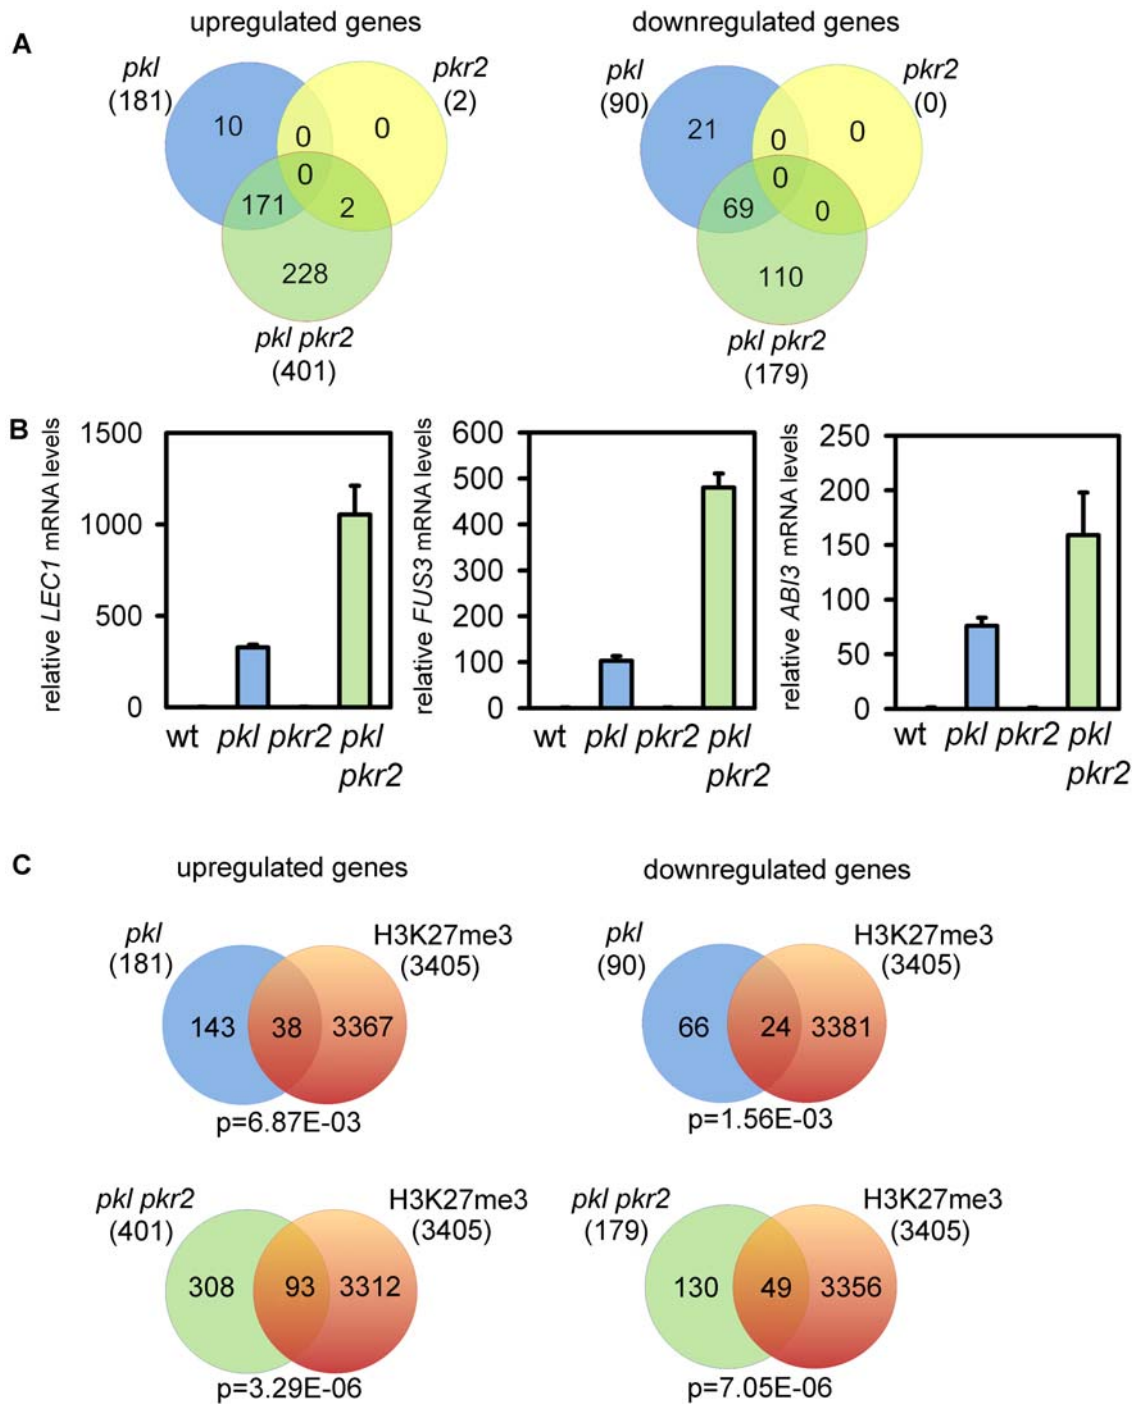 A
upregulated genes
downregulated genes
pkl
(181)
pkr2
(2)
10
0
0
0
171
2
228
pkl pkr2
(401)
pkl
(90)
pkr2
(0)
21
0
0
0
69
0
110
pkl pkr2
(179)
B
relative LEC1 mRNA levels
1500
1000
500
0
wt pkl pkr2 pkl
pkr2
relative FUS3 mRNA levels
600
500
400
300
200
100
0
wt pkl pkr2 pkl
pkr2
relative ABI3 mRNA levels
250
200
150
100
50
0
wt pkl pkr2 pkl
pkr2
C
upregulated genes
downregulated genes
pkl
(181)
H3K27me3
(3405)
143 38 3367
p=6.87E-03
pkl
(90)
H3K27me3
(3405)
66 24 3381
p=1.56E-03
pkl pkr2
(401)
H3K27me3
(3405)
308 93 3312
p=3.29E-06
pkl pkr2
(179)
H3K27me3
(3405)
130 49 3356
p=7.05E-06